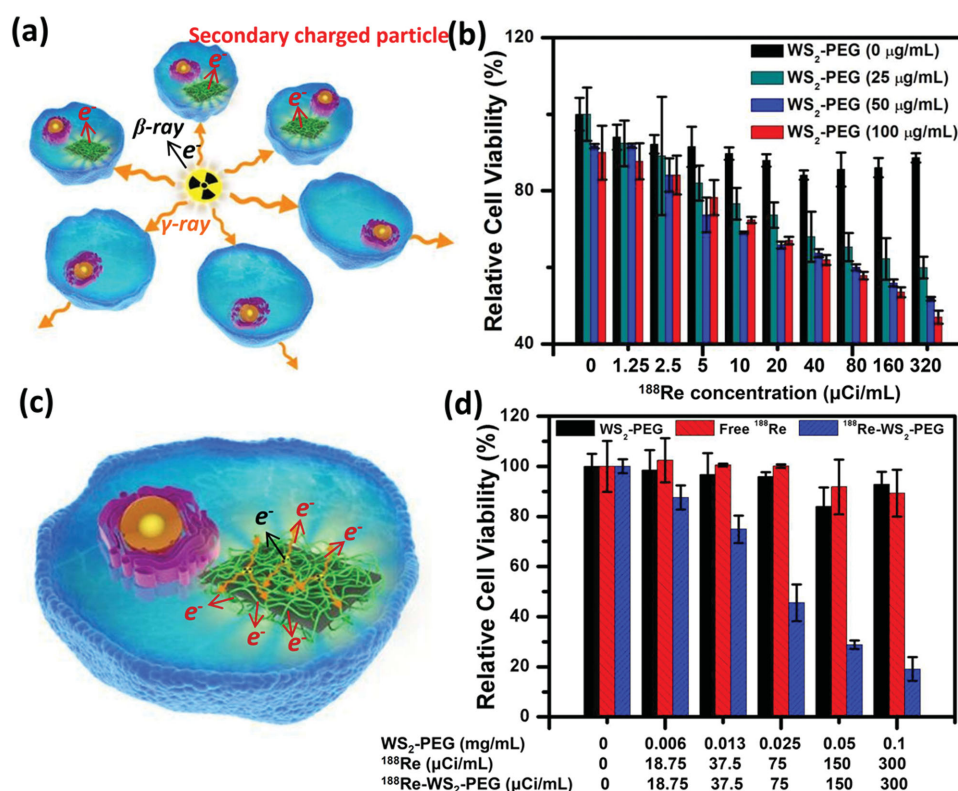 (a)
Secondary charged particle
e⁻
e⁻
e⁻
β-ray
e⁻
γ-ray
(b)
Relative Cell Viability (%)
120
80
40
WS₂-PEG (0 µg/mL)
WS₂-PEG (25 µg/mL)
WS₂-PEG (50 µg/mL)
WS₂-PEG (100 µg/mL)
0 1.25 2.5 5 10 20 40 80 160 320
¹⁸⁸Re concentration (µCi/mL)
(c)
e⁻
e⁻
e⁻
e⁻
e⁻
e⁻
e⁻
(d)
Relative Cell Viability (%)
120
100
80
60
40
20
0
WS₂-PEG Free ¹⁸⁸Re ¹⁸⁸Re-WS₂-PEG
WS₂-PEG (mg/mL) 0 0.006 0.013 0.025 0.05 0.1
¹⁸⁸Re (µCi/mL) 0 18.75 37.5 75 150 300
¹⁸⁸Re-WS₂-PEG (µCi/mL) 0 18.75 37.5 75 150 300